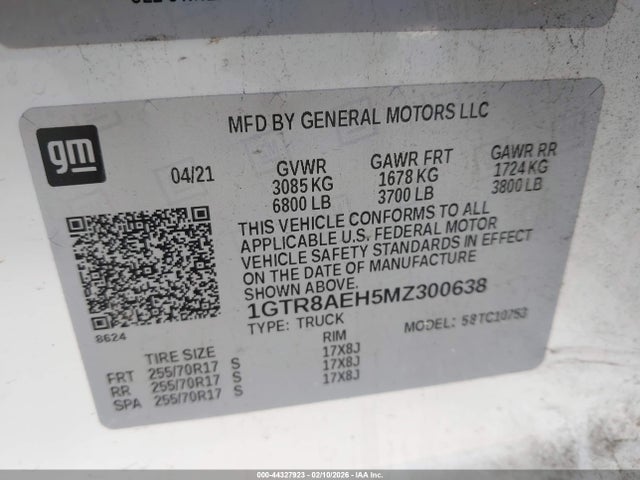 MFD BY GENERAL MOTORS LLC
gm
04/21 GVWR GAWR FRT GAWR RR
3085 KG 1678 KG 1724 KG
6800 LB 3700 LB 3800 LB
THIS VEHICLE CONFORMS TO ALL
APPLICABLE U.S. FEDERAL MOTOR
VEHICLE SAFETY STANDARDS IN EFFECT
ON THE DATE OF MANUFACTURE
SHOWN ABOVE.
1GTR8AEH5MZ300638
TYPE: TRUCK MODEL: 58TC10753
8624
TIRE SIZE RIM
FRT 255/70R17 S 17X8J
RR 255/70R17 S 17X8J
SPA 255/70R17 S 17X8J
000-44327923 - 02/10/2026 - IAA Inc.